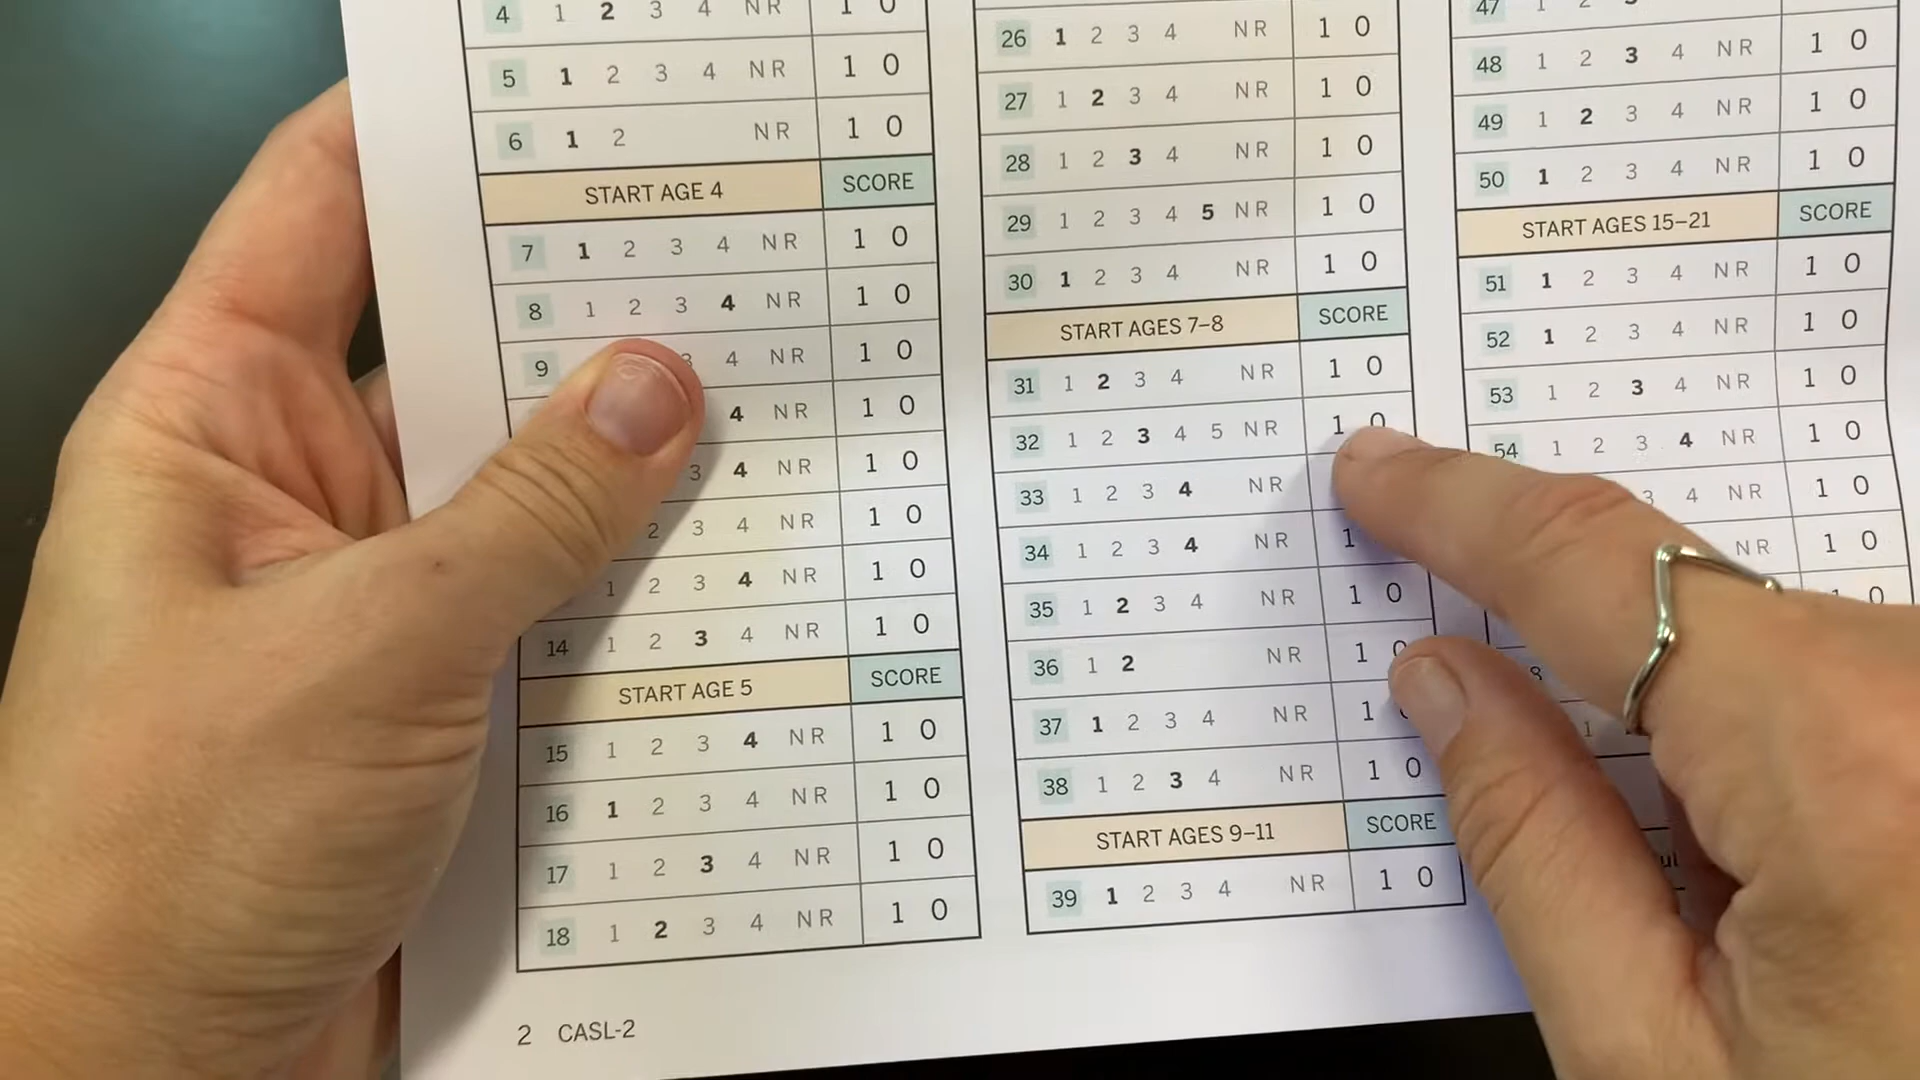 4 1 2 3 4 NR 1 0
5 1 2 3 4 NR 1 0
6 1 2 NR 1 0
START AGE 4 SCORE
7 1 2 3 4 NR 1 0
8 1 2 3 4 NR 1 0
9 3 4 NR 1 0
4 NR 1 0
3 4 NR 1 0
2 3 4 NR 1 0
1 2 3 4 NR 1 0
14 1 2 3 4 NR 1 0
START AGE 5 SCORE
15 1 2 3 4 NR 1 0
16 1 2 3 4 NR 1 0
17 1 2 3 4 NR 1 0
18 1 2 3 4 NR 1 0
26 1 2 3 4 NR 1 0
27 1 2 3 4 NR 1 0
28 1 2 3 4 NR 1 0
29 1 2 3 4 5 NR 1 0
30 1 2 3 4 NR 1 0
START AGES 7–8 SCORE
31 1 2 3 4 NR 1 0
32 1 2 3 4 5 NR 1 0
33 1 2 3 4 NR
34 1 2 3 4 NR 1
35 1 2 3 4 NR 1 0
36 1 2 NR 1 0
37 1 2 3 4 NR 1
38 1 2 3 4 NR 1 0
START AGES 9–11 SCORE
39 1 2 3 4 NR 1 0
47 1 2 3
48 1 2 3 4 NR 1 0
49 1 2 3 4 NR 1 0
50 1 2 3 4 NR 1 0
START AGES 15–21 SCORE
51 1 2 3 4 NR 1 0
52 1 2 3 4 NR 1 0
53 1 2 3 4 NR 1 0
54 1 2 3 4 NR 1 0
3 4 NR 1 0
NR 1 0
1 0
8
1
2 CASL-2